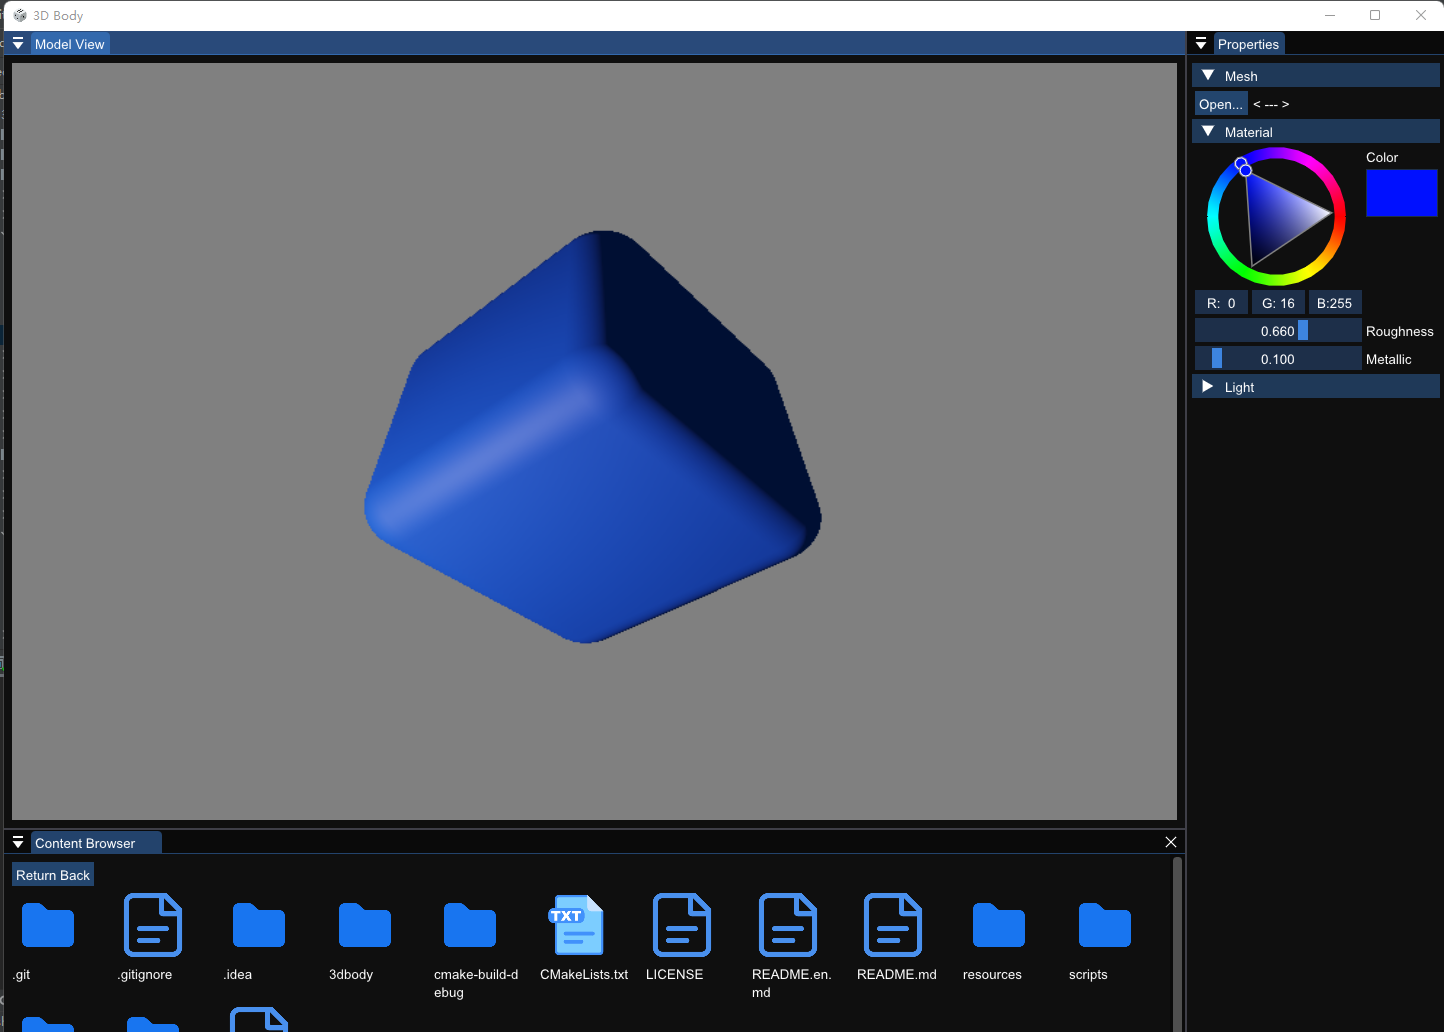 3D Body
Model View
Properties
Mesh
Open... < --- >
Material
Color
R: 0 G: 16 B:255
0.660 Roughness
0.100 Metallic
Light
Content Browser
Return Back
TXT
.git .gitignore .idea 3dbody cmake-build-d CMakeLists.txt LICENSE README.en. README.md resources scripts
ebug md